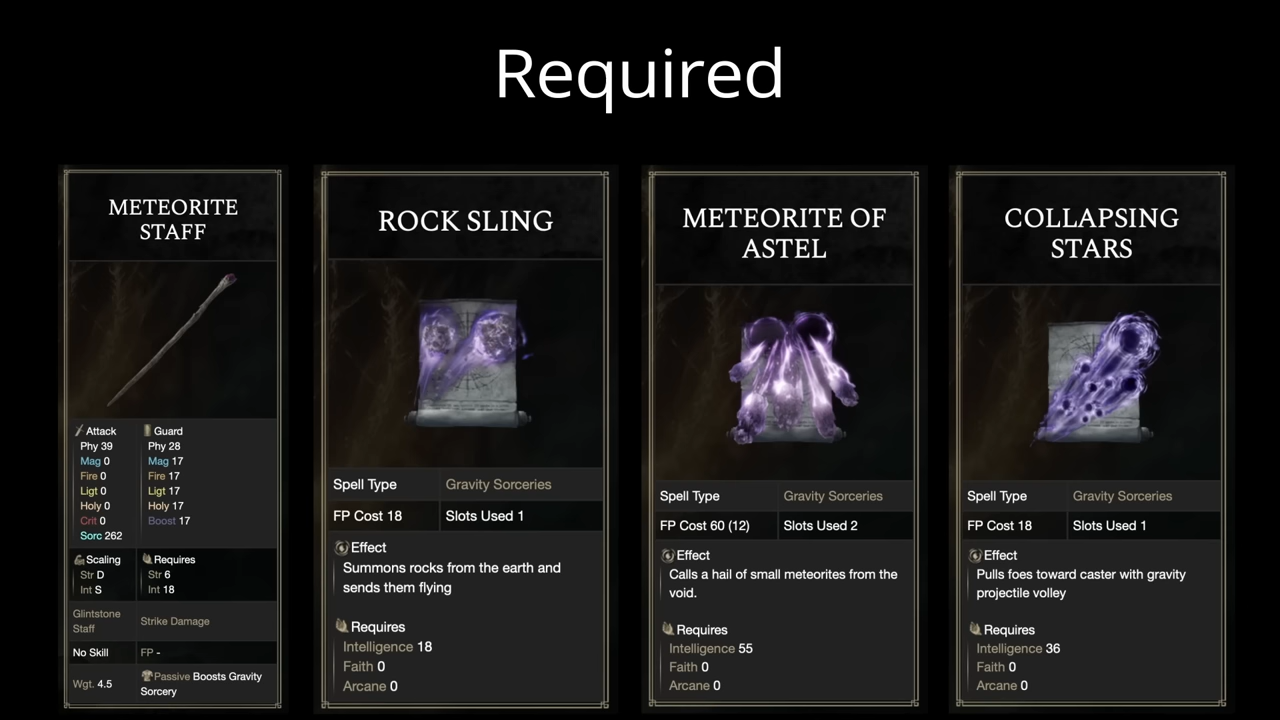 Required
METEORITE
STAFF
Attack Guard
Phy 39 Phy 28
Mag 0 Mag 17
Fire 0 Fire 17
Ligt 0 Ligt 17
Holy 0 Holy 17
Crit 0 Boost 17
Sorc 262
Scaling Requires
Str D Str 6
Int S Int 18
Glintstone
Staff
Strike Damage
No Skill FP -
Wgt. 4.5
Passive Boosts Gravity
Sorcery
ROCK SLING
Spell Type Gravity Sorceries
FP Cost 18 Slots Used 1
Effect
Summons rocks from the earth and
sends them flying
Requires
Intelligence 18
Faith 0
Arcane 0
METEORITE OF
ASTEL
Spell Type Gravity Sorceries
FP Cost 60 (12) Slots Used 2
Effect
Calls a hail of small meteorites from the
void.
Requires
Intelligence 55
Faith 0
Arcane 0
COLLAPSING
STARS
Spell Type Gravity Sorceries
FP Cost 18 Slots Used 1
Effect
Pulls foes toward caster with gravity
projectile volley
Requires
Intelligence 36
Faith 0
Arcane 0